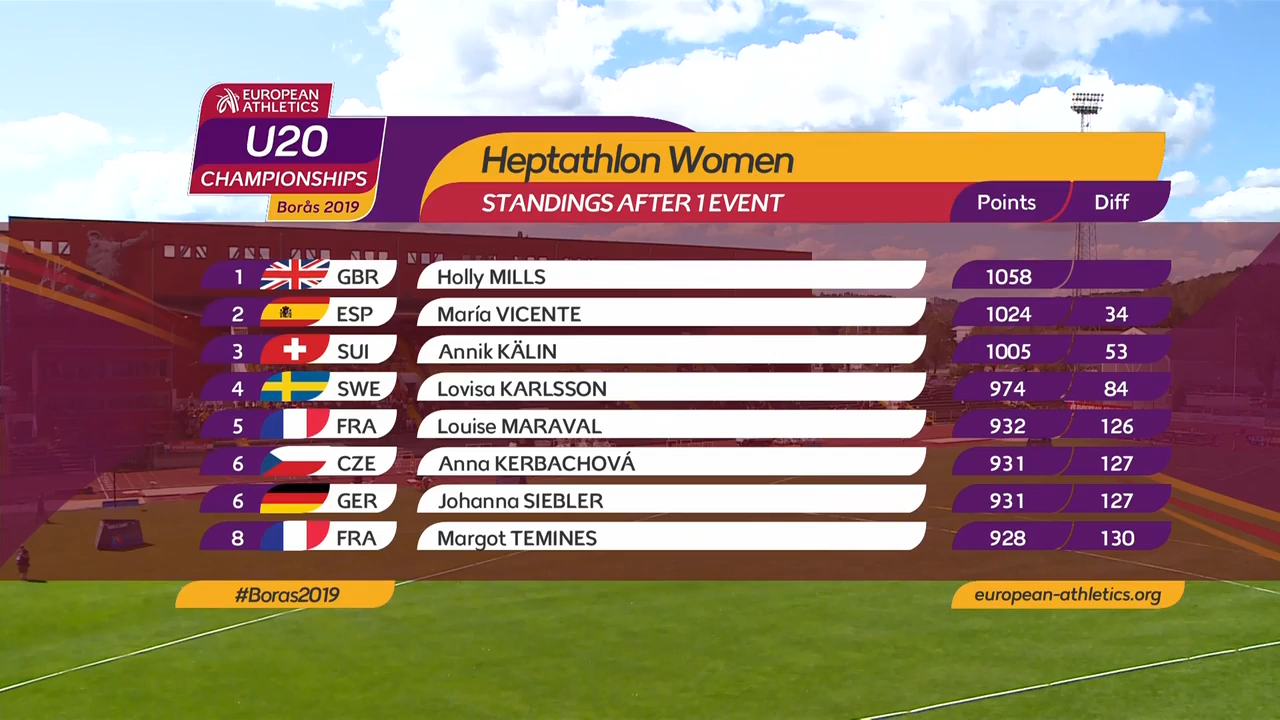 EUROPEAN
ATHLETICS
U20
CHAMPIONSHIPS
Borås 2019
Heptathlon Women
STANDINGS AFTER 1 EVENT Points Diff
1 GBR Holly MILLS 1058
2 ESP María VICENTE 1024 34
3 SUI Annik KÄLIN 1005 53
4 SWE Lovisa KARLSSON 974 84
5 FRA Louise MARAVAL 932 126
6 CZE Anna KERBACHOVÁ 931 127
6 GER Johanna SIEBLER 931 127
8 FRA Margot TEMINES 928 130
#Boras2019 european-athletics.org